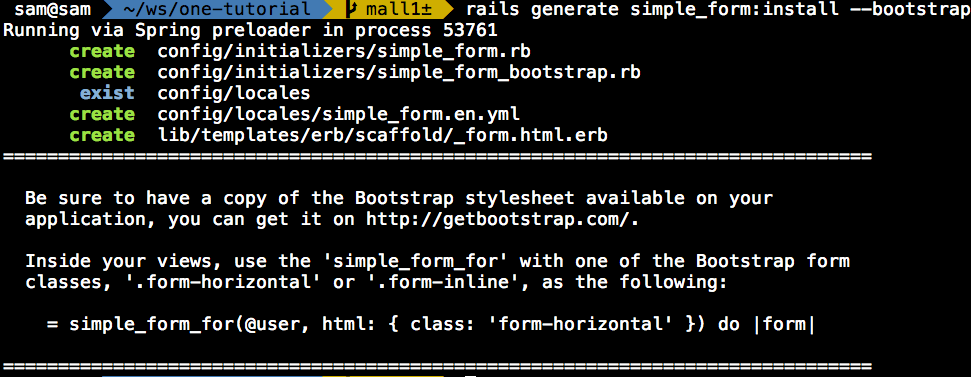 sam@sam ~/ws/one-tutorial mall1± rails generate simple_form:install --bootstrap
Running via Spring preloader in process 53761
create config/initializers/simple_form.rb
create config/initializers/simple_form_bootstrap.rb
exist config/locales
create config/locales/simple_form.en.yml
create lib/templates/erb/scaffold/_form.html.erb
===============================================================================
Be sure to have a copy of the Bootstrap stylesheet available on your
application, you can get it on http://getbootstrap.com/.
Inside your views, use the 'simple_form_for' with one of the Bootstrap form
classes, '.form-horizontal' or '.form-inline', as the following:
= simple_form_for(@user, html: { class: 'form-horizontal' }) do |form|
===============================================================================